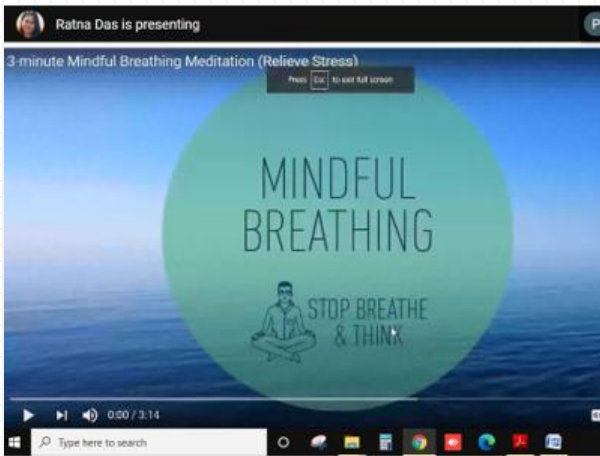 Ratna Das is presenting
P
3-minute Mindful Breathing Meditation (Relieve Stress)
Press Esc to exit full screen
MINDFUL
BREATHING
STOP BREATHE
& THINK
0:00 / 3:14
Type here to search